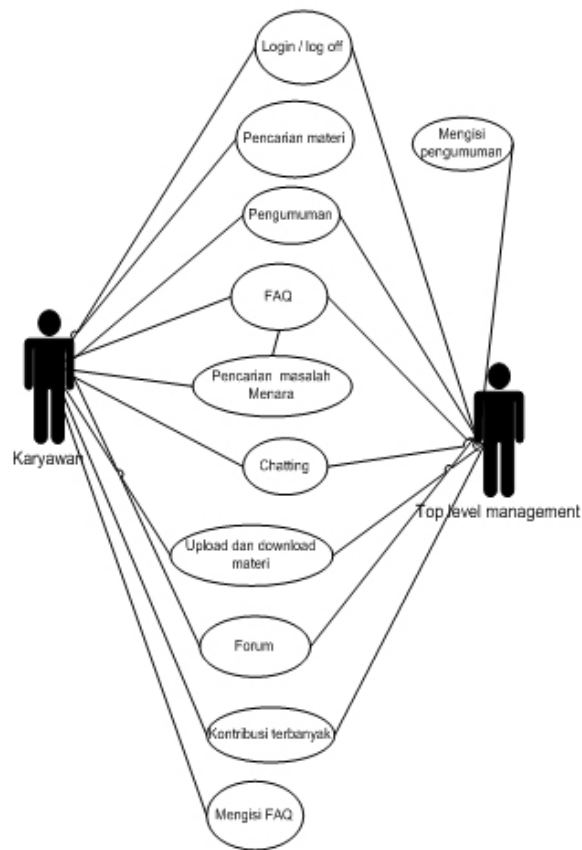 Login / log off
Pencarian materi
Mengisi
pengumuman
Pengumuman
FAQ
Pencarian masalah
Menara
Karyawan
Chatting
Top level management
Upload dan download
materi
Forum
Kontribusi terbanyak
Mengisi FAQ